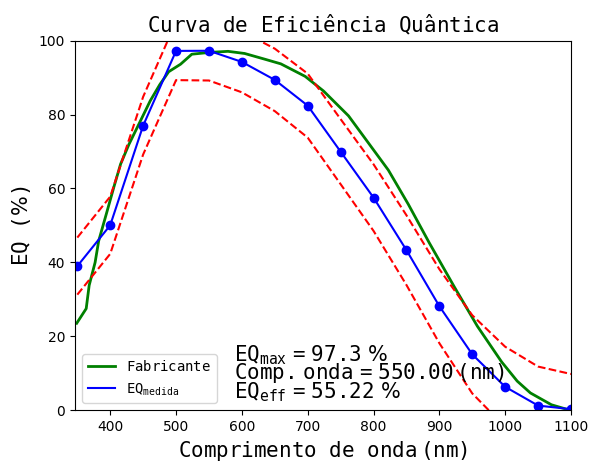 Curva de Eficiência Quântica
100
80
60
40
20
0
EQ (%)
EQmax = 97.3 %
Comp. onda = 550.00 (nm)
EQeff = 55.22 %
Fabricante
EQmedida
400 500 600 700 800 900 1000 1100
Comprimento de onda (nm)